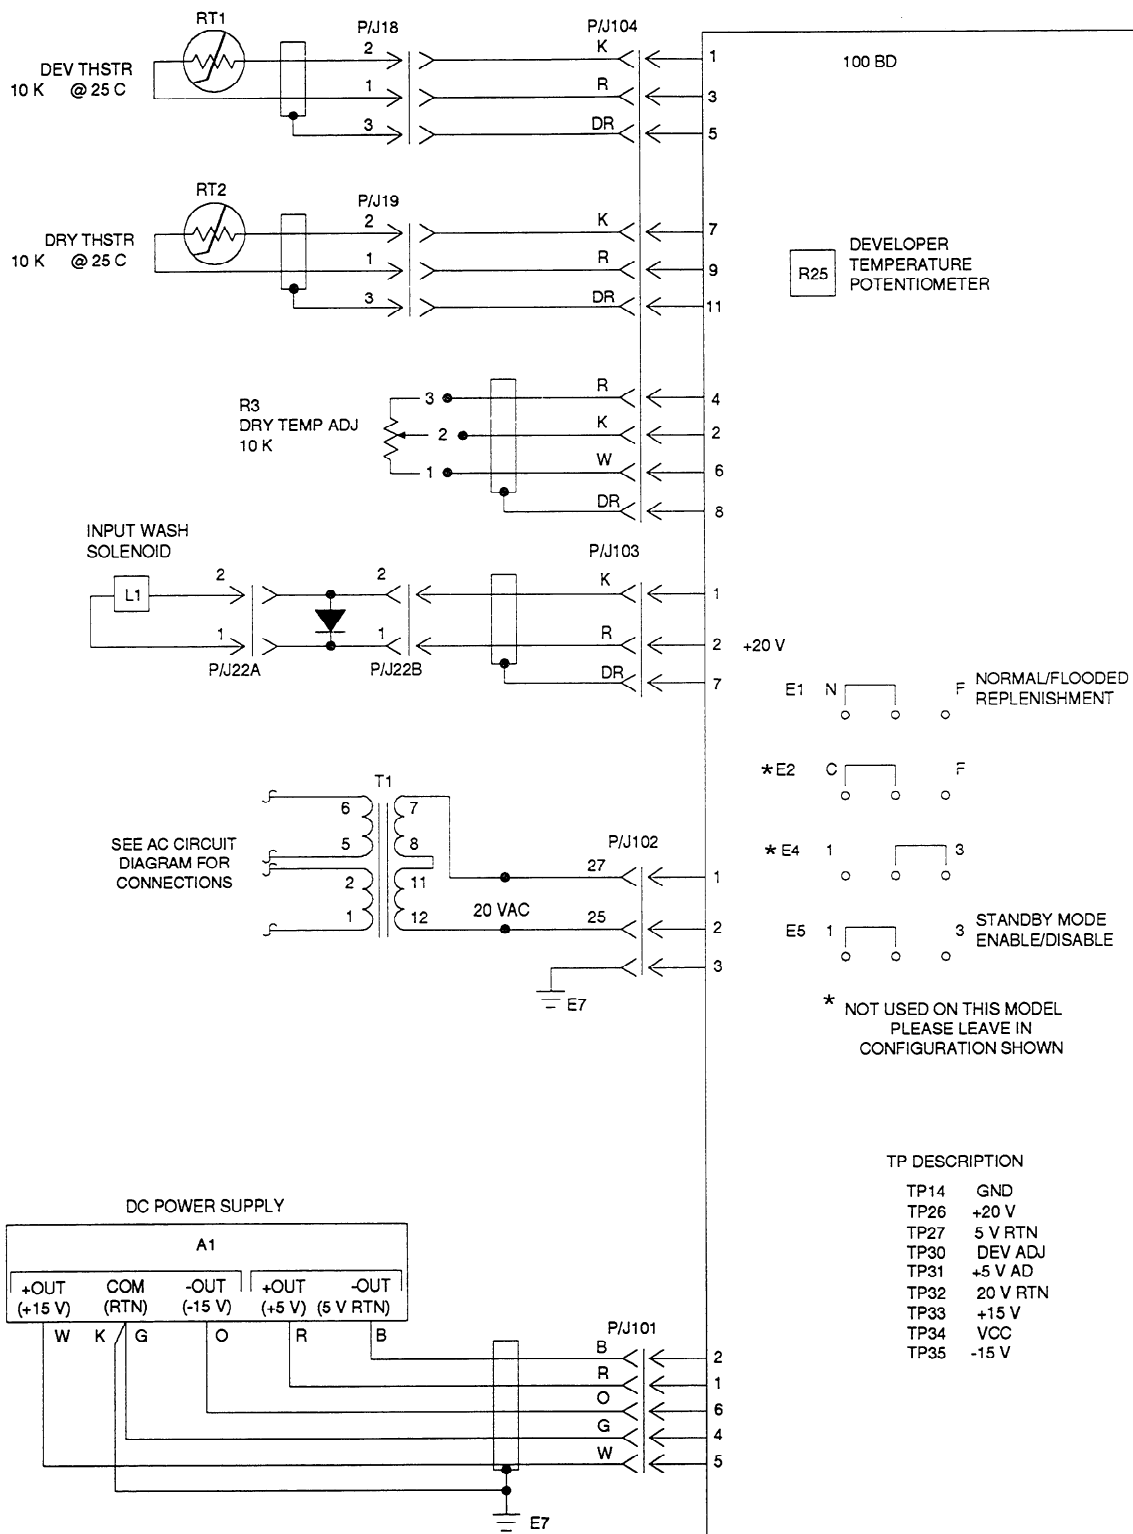 RT1
P/J18
P/J104
100 BD
DEV THSTR
10 K @ 25 C
2
K
1
1
R
3
3
DR
5
RT2
P/J19
DRY THSTR
10 K @ 25 C
2
K
7
1
R
9
3
DR
11
R25
DEVELOPER
TEMPERATURE
POTENTIOMETER
R3
DRY TEMP ADJ
10 K
3
R
4
2
K
2
1
W
6
DR
8
INPUT WASH
SOLENOID
P/J103
L1
2
2
K
1
1
1
R
2
+20 V
P/J22A
P/J22B
DR
7
E1 N F
NORMAL/FLOODED
REPLENISHMENT
*E2 C F
*E4 1 3
E5 1 3
STANDBY MODE
ENABLE/DISABLE
* NOT USED ON THIS MODEL
PLEASE LEAVE IN
CONFIGURATION SHOWN
T1
SEE AC CIRCUIT
DIAGRAM FOR
CONNECTIONS
6
7
5
8
2
11
1
12
P/J102
27
1
20 VAC
25
2
3
E7
TP DESCRIPTION
TP14 GND
TP26 +20 V
TP27 5 V RTN
TP30 DEV ADJ
TP31 +5 V AD
TP32 20 V RTN
TP33 +15 V
TP34 VCC
TP35 -15 V
DC POWER SUPPLY
A1
+OUT COM -OUT +OUT -OUT
(+15 V) (RTN) (-15 V) (+5 V) (5 V RTN)
W K G O R B
P/J101
B
2
R
1
O
6
G
4
W
5
E7